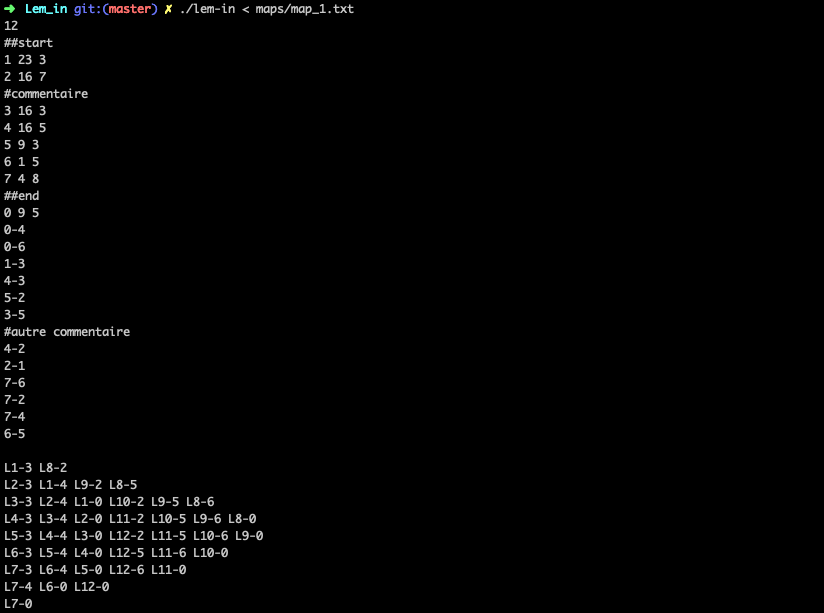 ➜ Lem_in git:(master) ✗ ./lem-in < maps/map_1.txt
12
##start
1 23 3
2 16 7
#commentaire
3 16 3
4 16 5
5 9 3
6 1 5
7 4 8
##end
0 9 5
0-4
0-6
1-3
4-3
5-2
3-5
#autre commentaire
4-2
2-1
7-6
7-2
7-4
6-5

L1-3 L8-2
L2-3 L1-4 L9-2 L8-5
L3-3 L2-4 L1-0 L10-2 L9-5 L8-6
L4-3 L3-4 L2-0 L11-2 L10-5 L9-6 L8-0
L5-3 L4-4 L3-0 L12-2 L11-5 L10-6 L9-0
L6-3 L5-4 L4-0 L12-5 L11-6 L10-0
L7-3 L6-4 L5-0 L12-6 L11-0
L7-4 L6-0 L12-0
L7-0